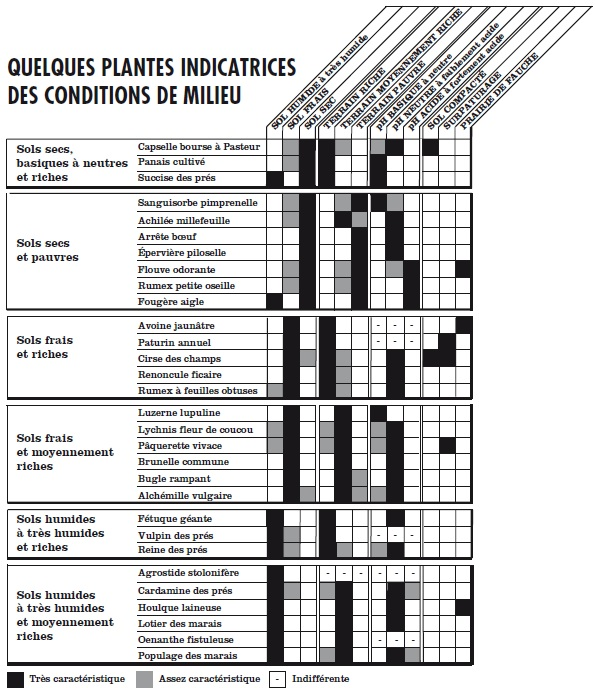 QUELQUES PLANTES INDICATRICES
DES CONDITIONS DE MILIEU
SOL HUMIDE à très humide
SOL FRAIS
SOL SEC
TERRAIN RICHE
TERRAIN MOYENNEMENT RICHE
TERRAIN PAUVRE
pH BASIQUE à neutre
pH NEUTRE à faiblement acide
pH ACIDE à fortement acide
SOL COMPACTÉ
SURPATURAGE
PRAIRIE DE FAUCHE
Sols secs,
basiques à neutres
et riches
Capselle bourse à Pasteur
Panais cultivé
Succise des prés
Sols secs
et pauvres
Sanguisorbe pimprenelle
Achilée millefeuille
Arrête bœuf
Épervière piloselle
Flouve odorante
Rumex petite oseille
Fougère aigle
Sols frais
et riches
Avoine jaunâtre - - -
Paturin annuel - - -
Cirse des champs
Renoncule ficaire
Rumex à feuilles obtuses
Sols frais
et moyennement
riches
Luzerne lupuline
Lychnis fleur de coucou
Pâquerette vivace
Brunelle commune
Bugle rampant
Alchémille vulgaire
Sols humides
à très humides
et riches
Fétuque géante
Vulpin des prés - - -
Reine des prés
Sols humides
à très humides
et moyennement
riches
Agrostide stolonifère - - - - - -
Cardamine des prés
Houlque laineuse
Lotier des marais
Oenanthe fistuleuse - - -
Populage des marais
Très caractéristique
Assez caractéristique
- Indifférente